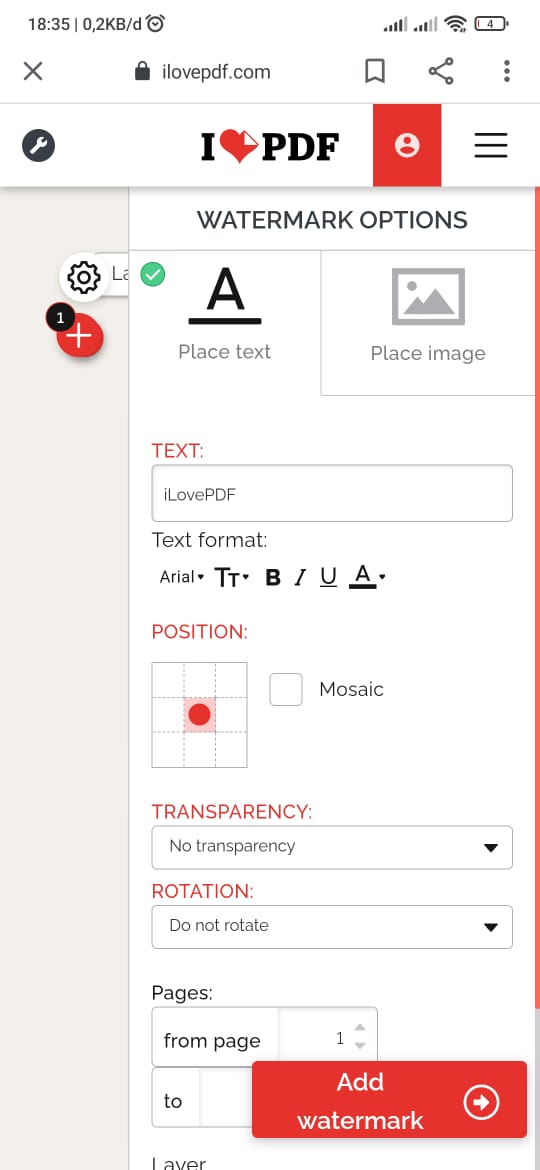 18:35 | 0,2KB/d
4
ilovepdf.com
I PDF
WATERMARK OPTIONS
1
A
Place text
Place image
TEXT:
iLovePDF
Text format:
Arial TT B I U A
POSITION:
Mosaic
TRANSPARENCY:
No transparency
ROTATION:
Do not rotate
Pages:
from page 1
to
Add
watermark
Layer